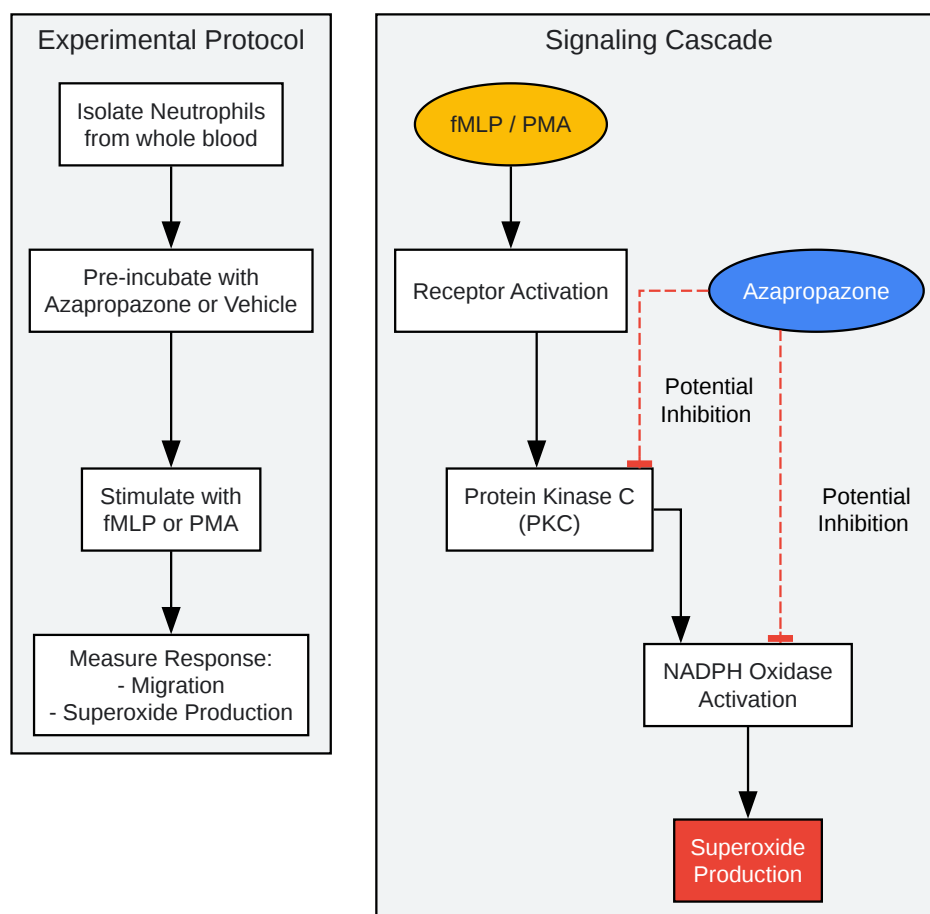 Experimental Protocol
Isolate Neutrophils
from whole blood
Pre-incubate with
Azapropazone or Vehicle
Stimulate with
fMLP or PMA
Measure Response:
- Migration
- Superoxide Production
Signaling Cascade
fMLP / PMA
Receptor Activation
Azapropazone
Potential
Inhibition
Protein Kinase C
(PKC)
Potential
Inhibition
NADPH Oxidase
Activation
Superoxide
Production